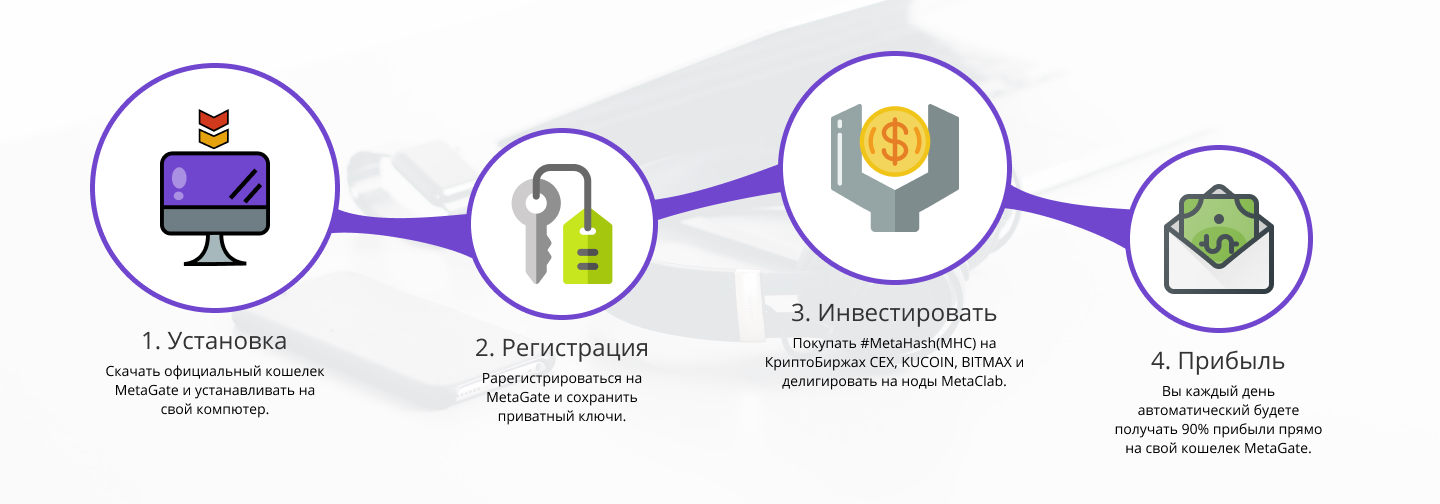 1. Установка
Скачать официальный кошелек
MetaGate и устанавливать на
свой компютер.
2. Регистрация
Рарегистрироваться на
MetaGate и сохранить
приватный ключи.
3. Инвестировать
Покупать #MetaHash(MHC) на
КриптоБиржах CEX, KUCOIN, BITMAX и
делигировать на ноды MetaClab.
4. Прибыль
Вы каждый день
автоматический будете
получать 90% прибыли прямо
на свой кошелек MetaGate.